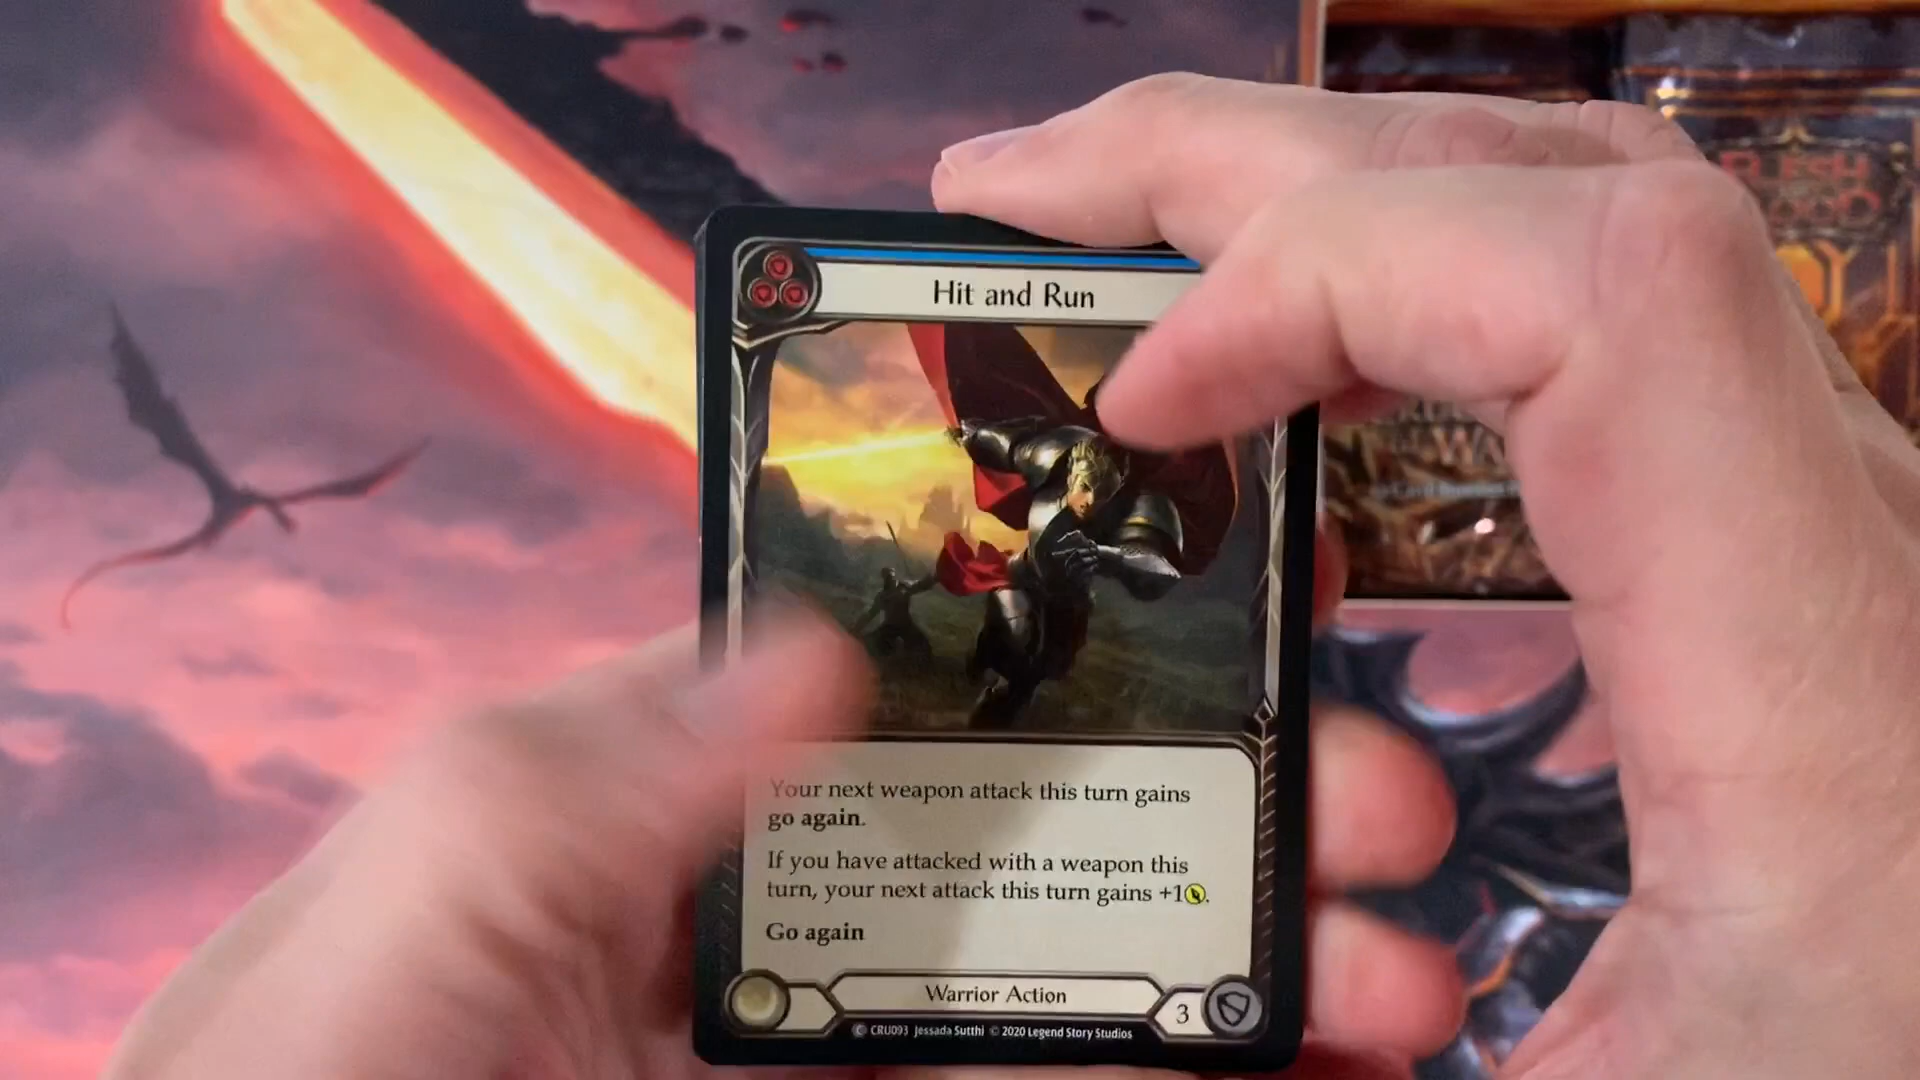 FLESH
Hit and Run
Your next weapon attack this turn gains
go again.
If you have attacked with a weapon this
turn, your next attack this turn gains +1
Go again
Warrior Action
3
C CRU093 Jessada Sutthi © 2020 Legend Story Studios